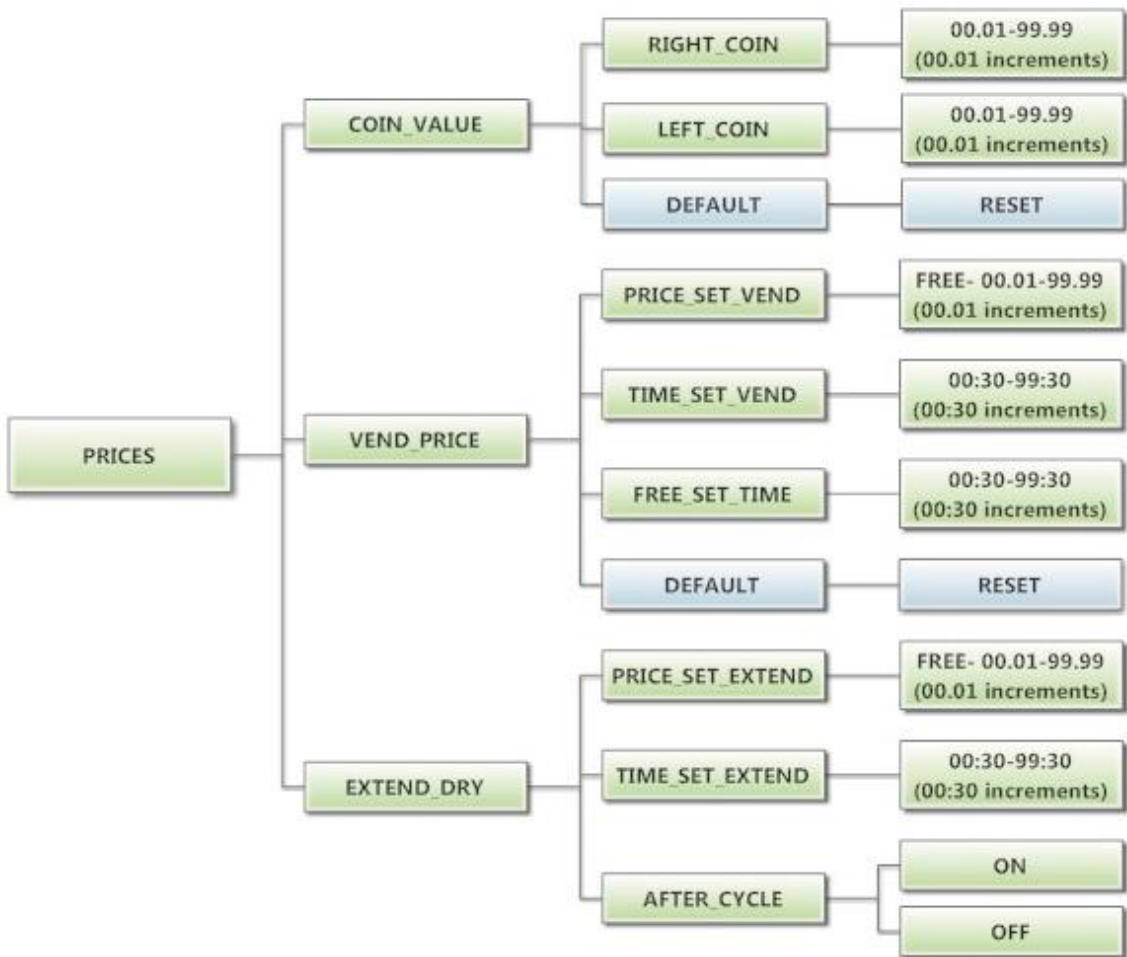 PRICES
COIN_VALUE
RIGHT_COIN
00.01-99.99
(00.01 increments)
LEFT_COIN
00.01-99.99
(00.01 increments)
DEFAULT
RESET
VEND_PRICE
PRICE_SET_VEND
FREE- 00.01-99.99
(00.01 increments)
TIME_SET_VEND
00:30-99:30
(00:30 increments)
FREE_SET_TIME
00:30-99:30
(00:30 increments)
DEFAULT
RESET
EXTEND_DRY
PRICE_SET_EXTEND
FREE- 00.01-99.99
(00.01 increments)
TIME_SET_EXTEND
00:30-99:30
(00:30 increments)
AFTER_CYCLE
ON
OFF